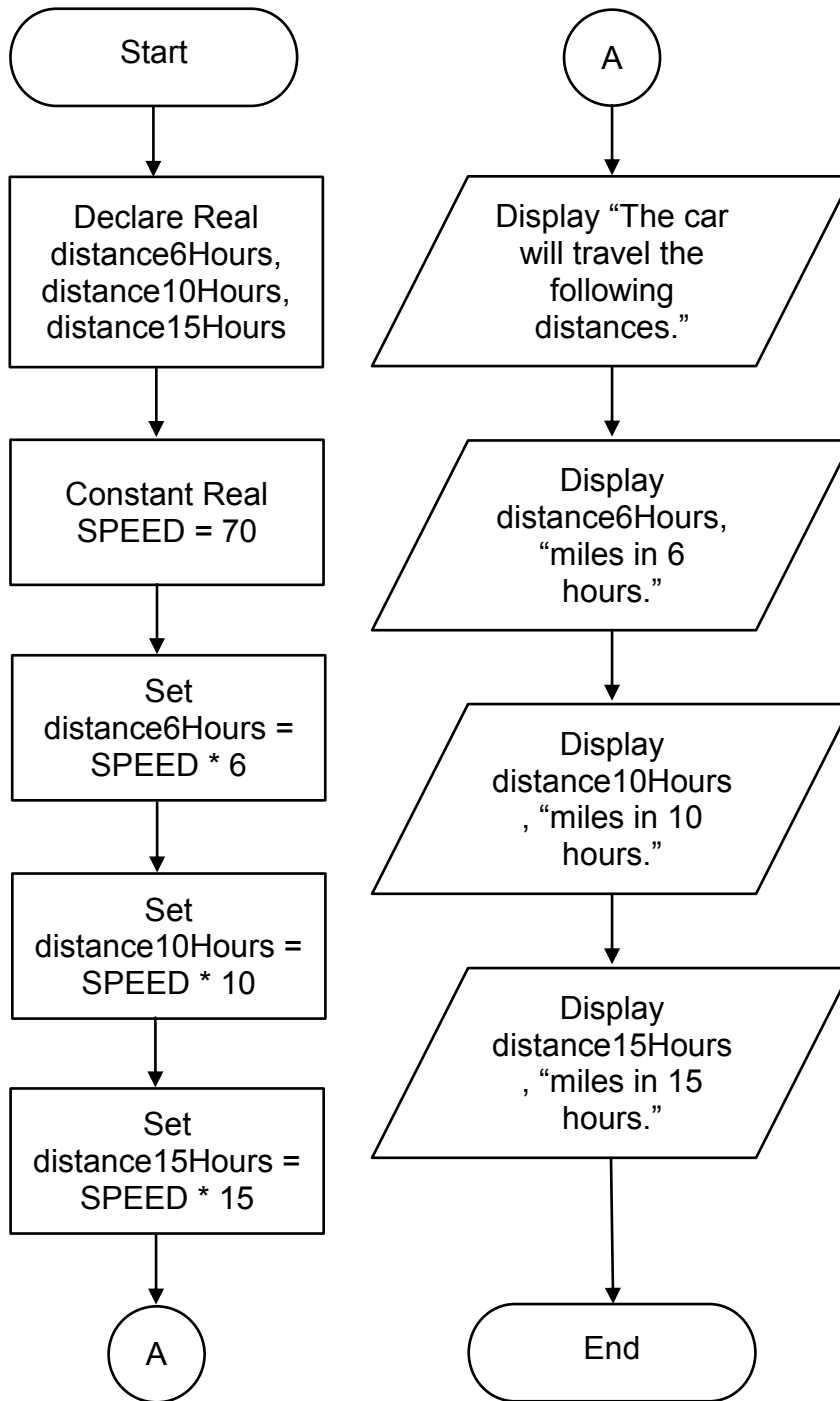 Start
Declare Real
distance6Hours,
distance10Hours,
distance15Hours
Constant Real
SPEED = 70
Set
distance6Hours =
SPEED * 6
Set
distance10Hours =
SPEED * 10
Set
distance15Hours =
SPEED * 15
A
A
Display “The car
will travel the
following
distances.”
Display
distance6Hours,
“miles in 6
hours.”
Display
distance10Hours
, “miles in 10
hours.”
Display
distance15Hours
, “miles in 15
hours.”
End